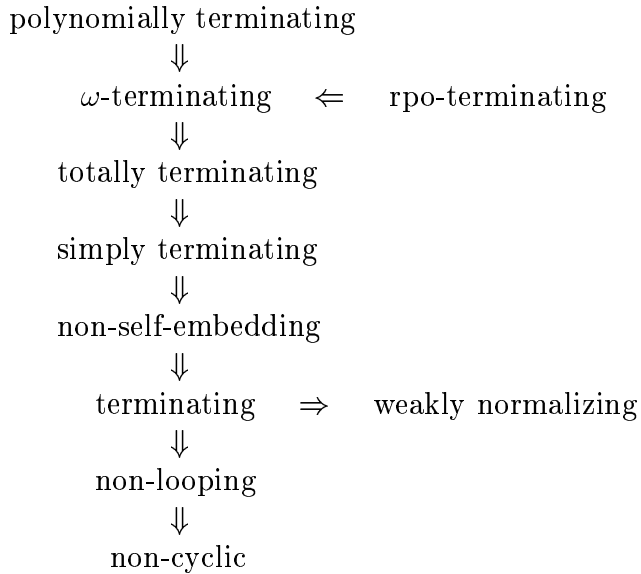 polynomially terminating
⇓
ω-terminating ⇐ rpo-terminating
⇓
totally terminating
⇓
simply terminating
⇓
non-self-embedding
⇓
terminating ⇒ weakly normalizing
⇓
non-looping
⇓
non-cyclic